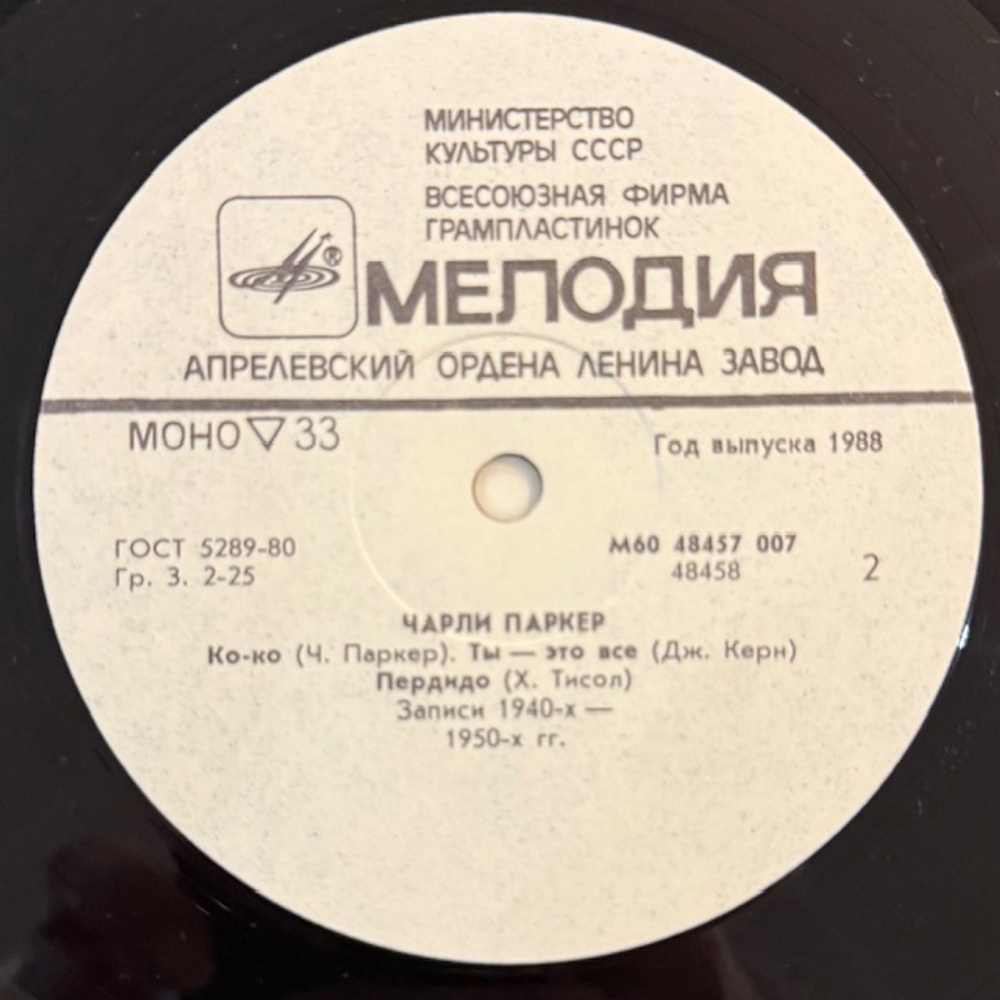 МИНИСТЕРСТВО
КУЛЬТУРЫ СССР
ВСЕСОЮЗНАЯ ФИРМА
ГРАМПЛАСТИНОК
®
МЕЛОДИЯ
АПРЕЛЕВСКИЙ ОРДЕНА ЛЕНИНА ЗАВОД
МОНО ▽ 33
Год выпуска 1988
ГОСТ 5289-80
Гр. 3. 2-25
М60 48457 007
48458
2
ЧАРЛИ ПАРКЕР
Ко-ко (Ч. Паркер). Ты — это все (Дж. Керн)
Пердидо (Х. Тисол)
Записи 1940-х —
1950-х гг.